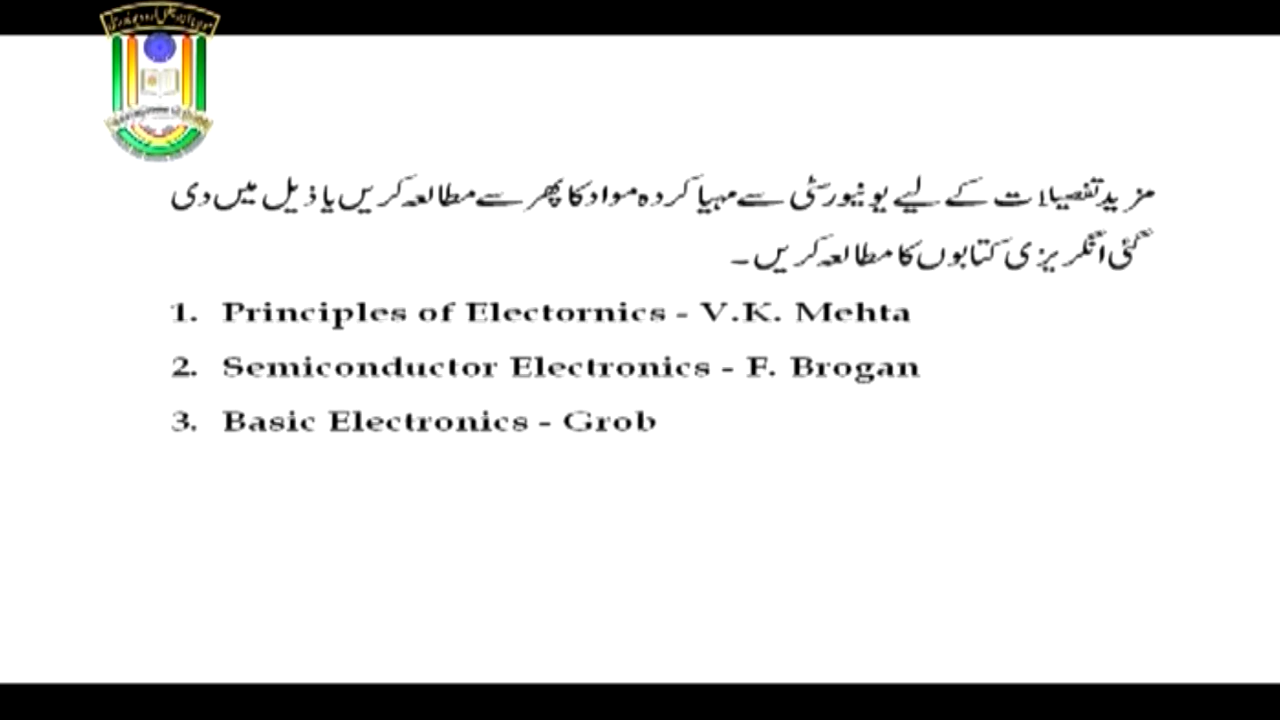 مزید تفصیلات کے لیے یونیورسٹی سے مہیا کردہ مواد کا پھر سے مطالعہ کریں یا ذیل میں دی
گئی انگریزی کتابوں کا مطالعہ کریں ۔
1. Principles of Electornics - V.K. Mehta
2. Semiconductor Electronics - F. Brogan
3. Basic Electronics - Grob